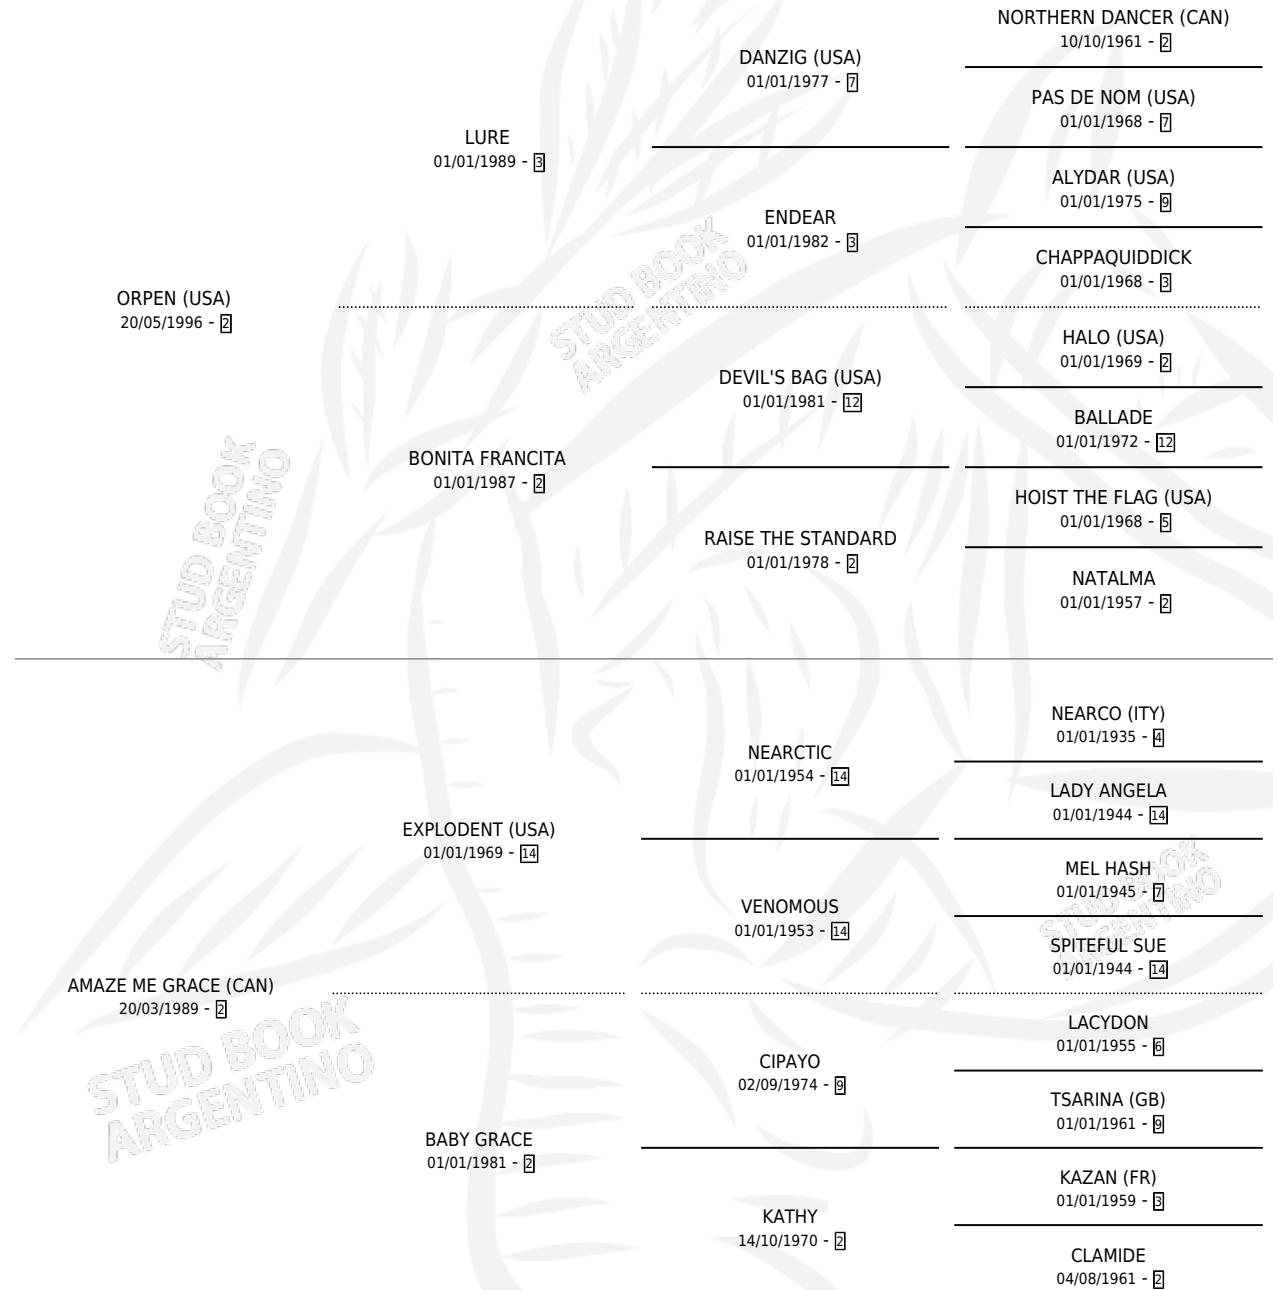 NORTHERN DANCER (CAN)
10/10/1961 - 2
DANZIG (USA)
01/01/1977 - 7
PAS DE NOM (USA)
01/01/1968 - 7
LURE
01/01/1989 - 3
ALYDAR (USA)
01/01/1975 - 9
ENDEAR
01/01/1982 - 3
CHAPPAQUIDDICK
01/01/1968 - 3
ORPEN (USA)
20/05/1996 - 2
STUD BOOK
ARGENTINO
HALO (USA)
01/01/1969 - 2
DEVIL'S BAG (USA)
01/01/1981 - 12
BALLADE
01/01/1972 - 12
BONITA FRANCITA
01/01/1987 - 2
HOIST THE FLAG (USA)
01/01/1968 - 5
RAISE THE STANDARD
01/01/1978 - 2
NATALMA
01/01/1957 - 2
STUD BOOK
ARGENTINO
NEARCO (ITY)
01/01/1935 - 4
NEARCTIC
01/01/1954 - 14
LADY ANGELA
01/01/1944 - 14
EXPLODENT (USA)
01/01/1969 - 14
MEL HASH
01/01/1945 - 7
VENOMOUS
01/01/1953 - 14
SPITEFUL SUE
01/01/1944 - 14
STUD BOOK
ARGENTINO
AMAZE ME GRACE (CAN)
20/03/1989 - 2
LACYDON
01/01/1955 - 6
CIPAYO
02/09/1974 - 9
TSARINA (GB)
01/01/1961 - 9
STUD BOOK
ARGENTINO
BABY GRACE
01/01/1981 - 2
KAZAN (FR)
01/01/1959 - 3
KATHY
14/10/1970 - 2
CLAMIDE
04/08/1961 - 2